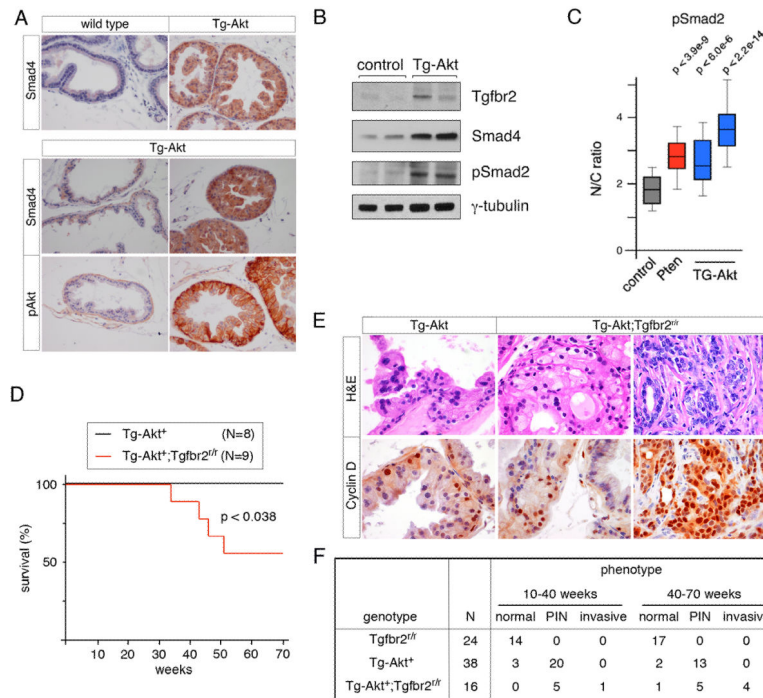 A
wild type
Tg-Akt
Smad4
Tg-Akt
Smad4
pAkt
B
control
Tg-Akt
Tgfbr2
Smad4
pSmad2
γ-tubulin
C
pSmad2
p < 3.9e-9
p < 6.0e-6
p < 2.2e-14
N/C ratio
4
2
0
control
Pten
TG-Akt
D
Tg-Akt+ (N=8)
Tg-Akt+;Tgfbr2r/r (N=9)
survival (%)
100
50
p < 0.038
10 20 30 40 50 60 70
weeks
E
Tg-Akt
Tg-Akt;Tgfbr2r/r
H&E
Cyclin D
F
phenotype
10-40 weeks 40-70 weeks
genotype N normal PIN invasive normal PIN invasive
Tgfbr2r/r 24 14 0 0 17 0 0
Tg-Akt+ 38 3 20 0 2 13 0
Tg-Akt+;Tgfbr2r/r 16 0 5 1 1 5 4